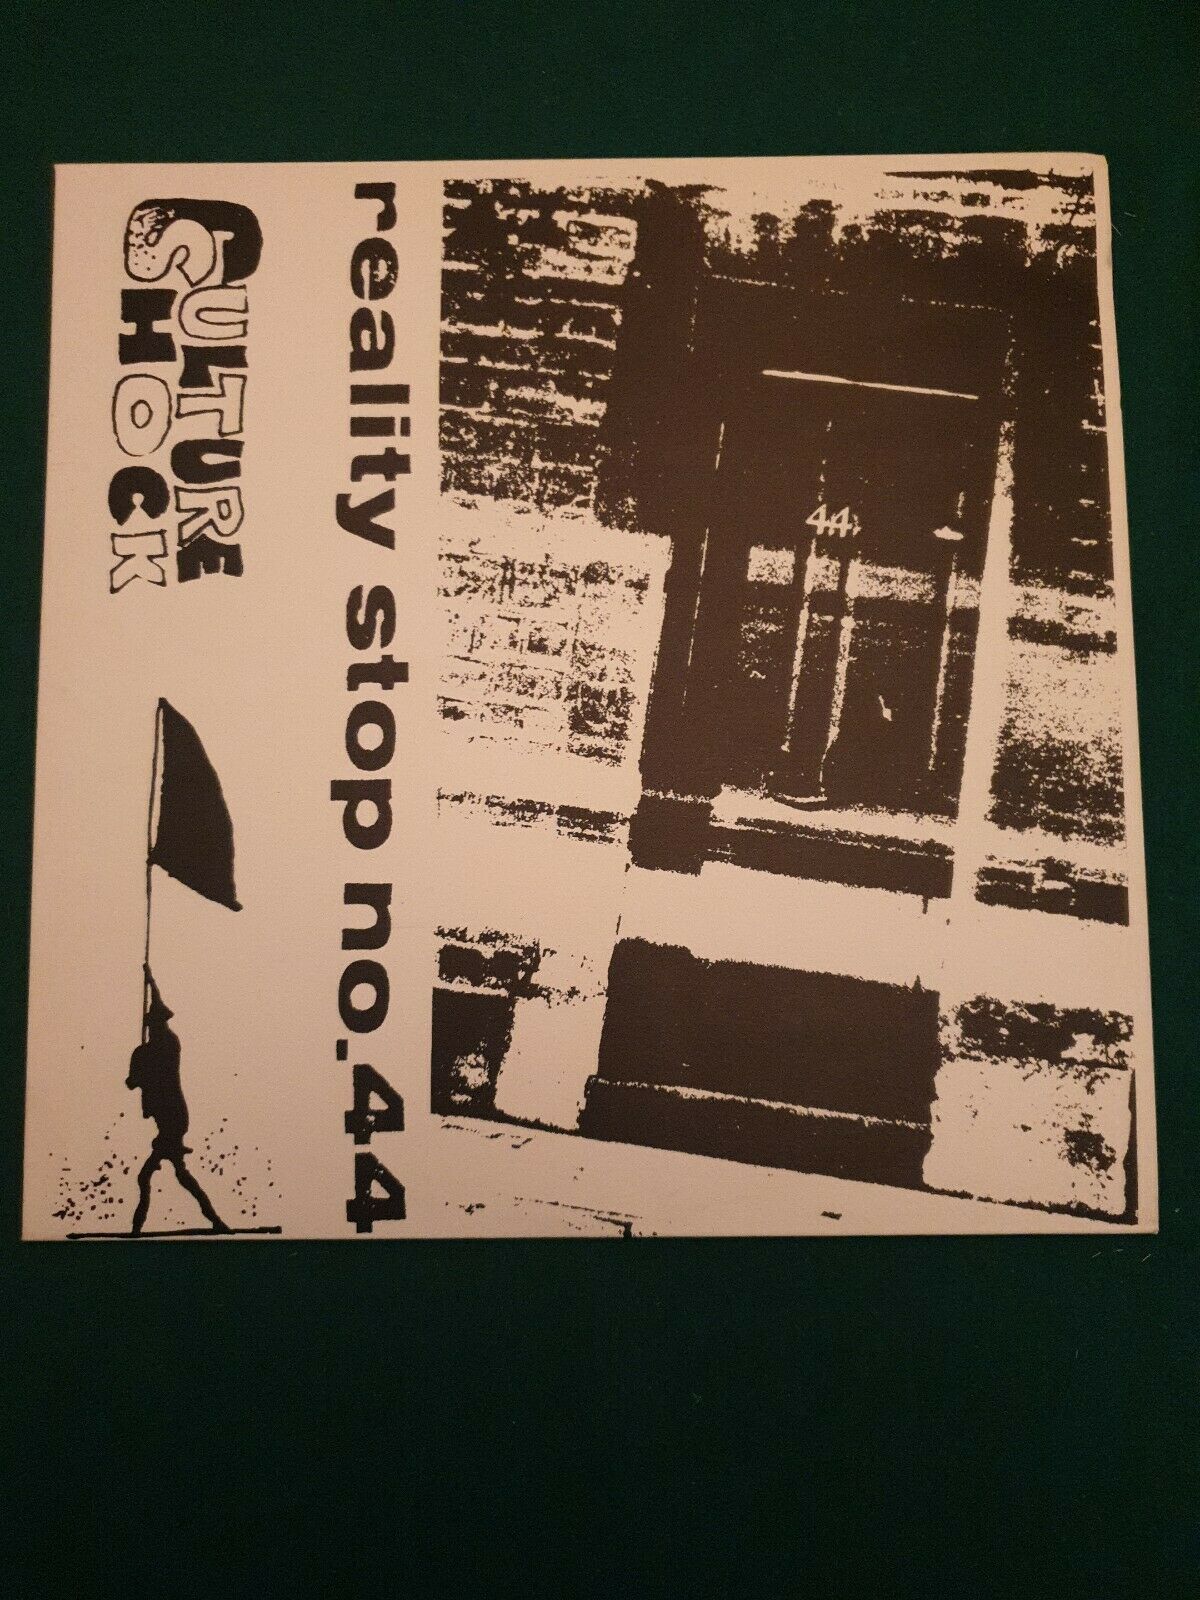 CULTURE
SHOCK
reality stop no.44
44